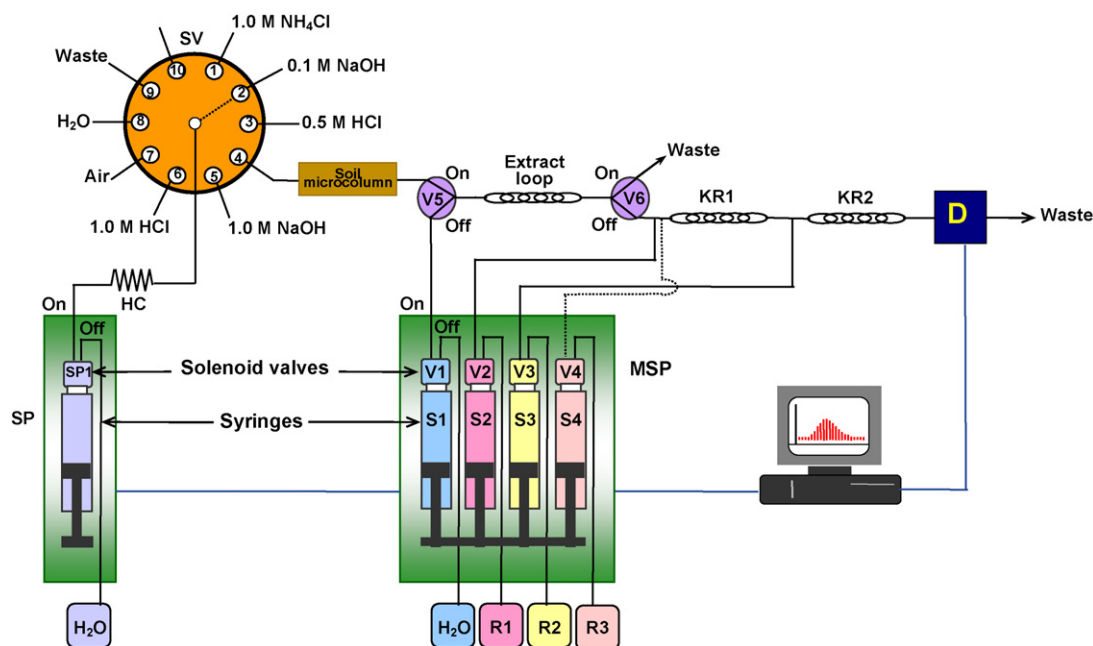 1.0 M NH₄Cl
SV
Waste
0.1 M NaOH
10
1
9
2
H₂O
8
3
0.5 HCl
7
4
Air
6
5
1.0 M HCl
1.0 M NaOH
Soil
microcolumn
On
V5
Off
Extract
loop
On
V6
Off
Waste
KR1
KR2
D
Waste
On
HC
Off
On
Off
SP1
Solenoid valves
V1
V2
V3
V4
MSP
SP
Syringes
S1
S2
S3
S4
H₂O
H₂O
R1
R2
R3